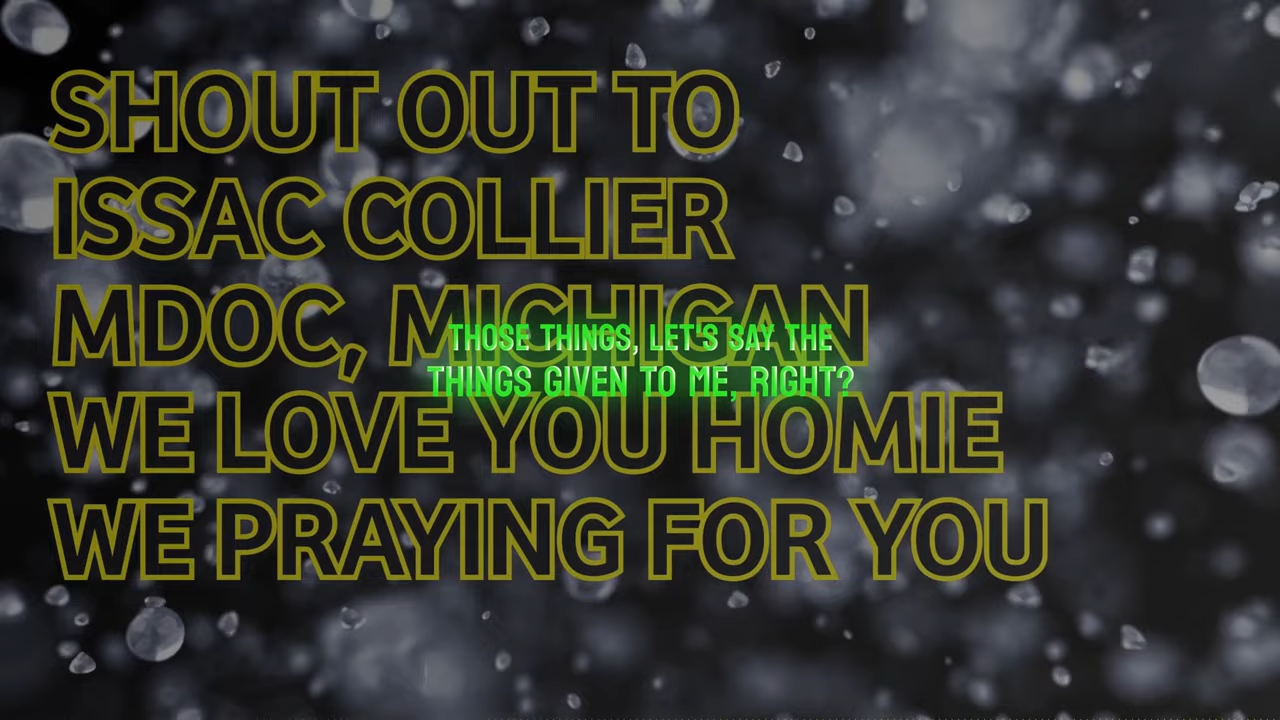 SHOUT OUT TO
ISSAC COLLIER
MDOC, MICHIGAN
THOSE THINGS, LET'S SAY THE
THINGS GIVEN TO ME, RIGHT?
WE LOVE YOU HOMIE
WE PRAYING FOR YOU